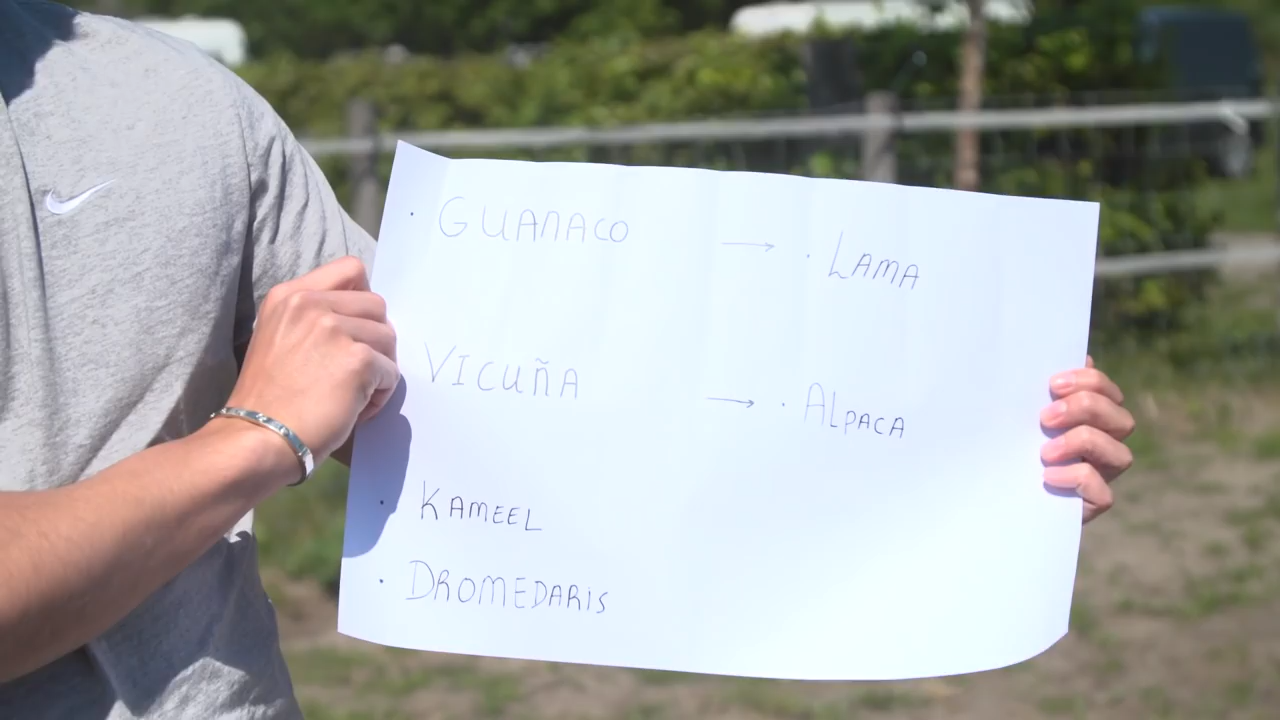 · GUANACO → · LAMA
VICUÑA → · ALPACA
· KAMEEL
· DROMEDARIS